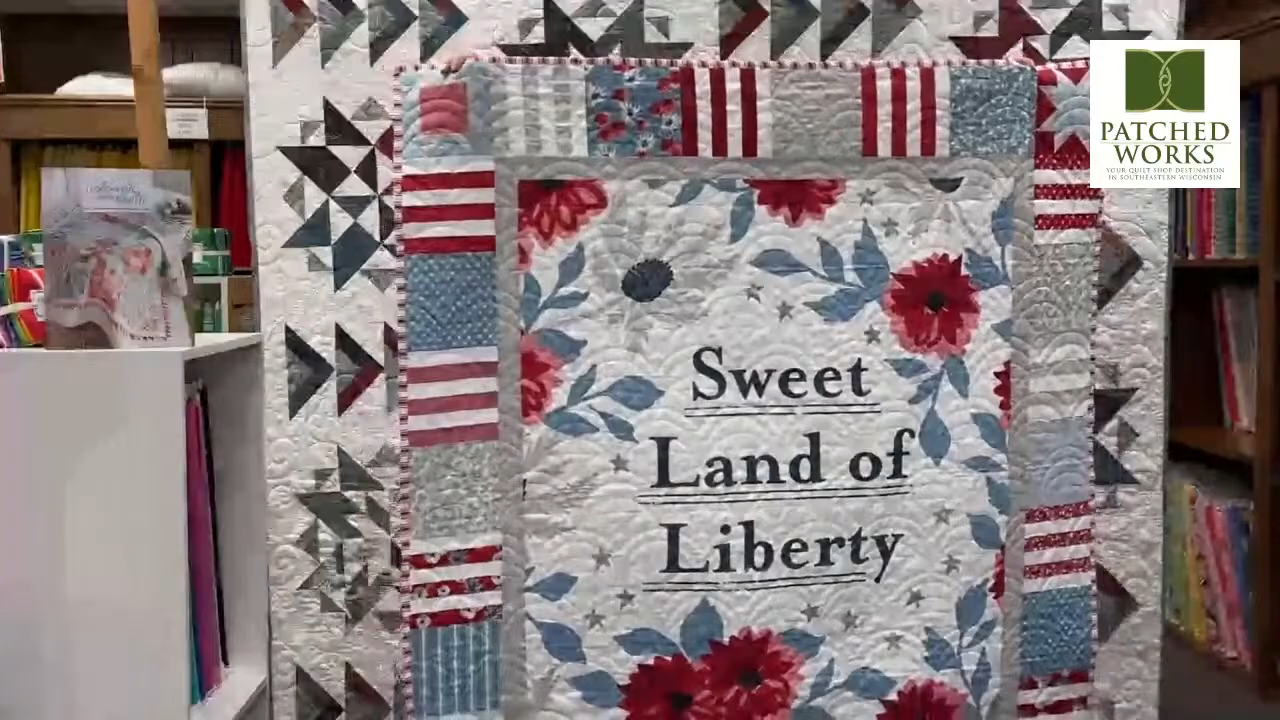 PATCHED
WORKS
YOUR QUILT SHOP DESTINATION
IN SOUTHEASTERN WISCONSIN
Sweet
Land of
Liberty